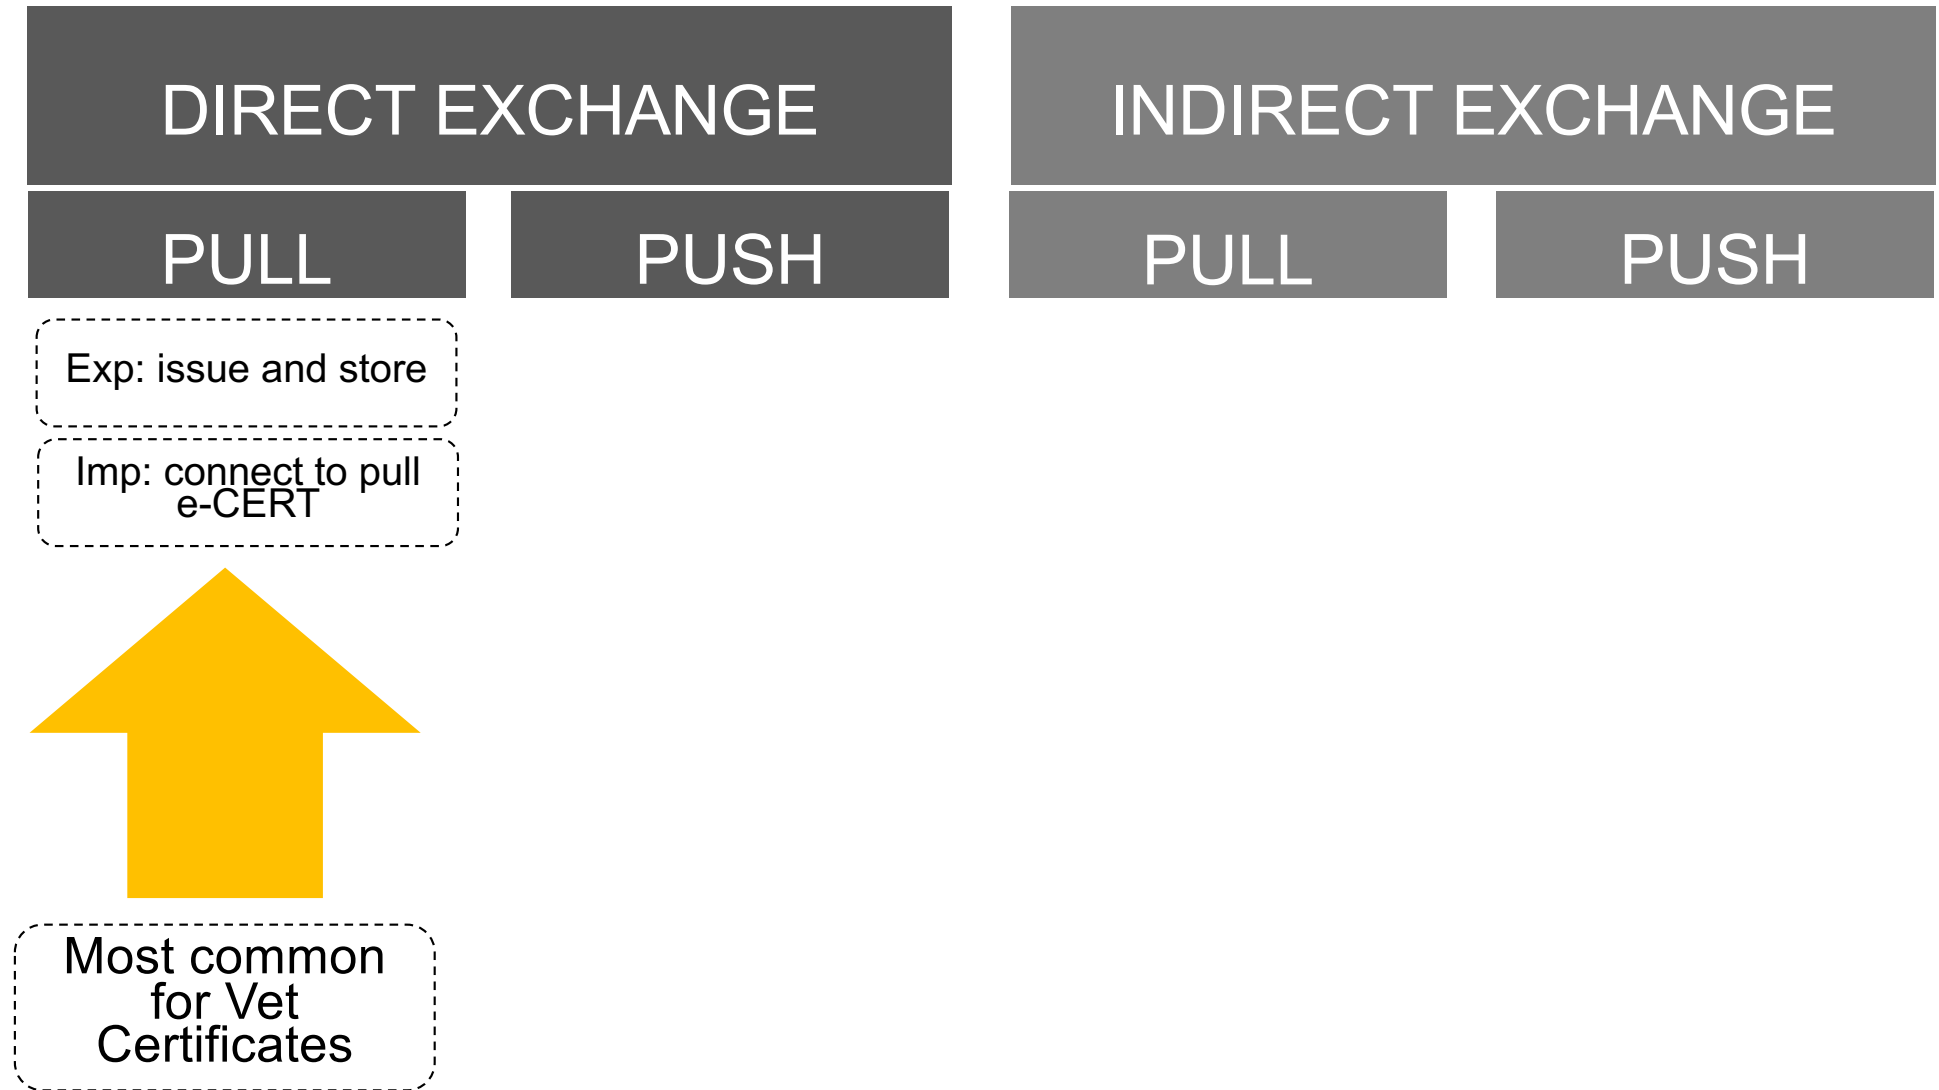 DIRECT EXCHANGE
INDIRECT EXCHANGE
PULL
PUSH
PULL
PUSH
Exp: issue and store
Imp: connect to pull
e-CERT
Most common
for Vet
Certificates